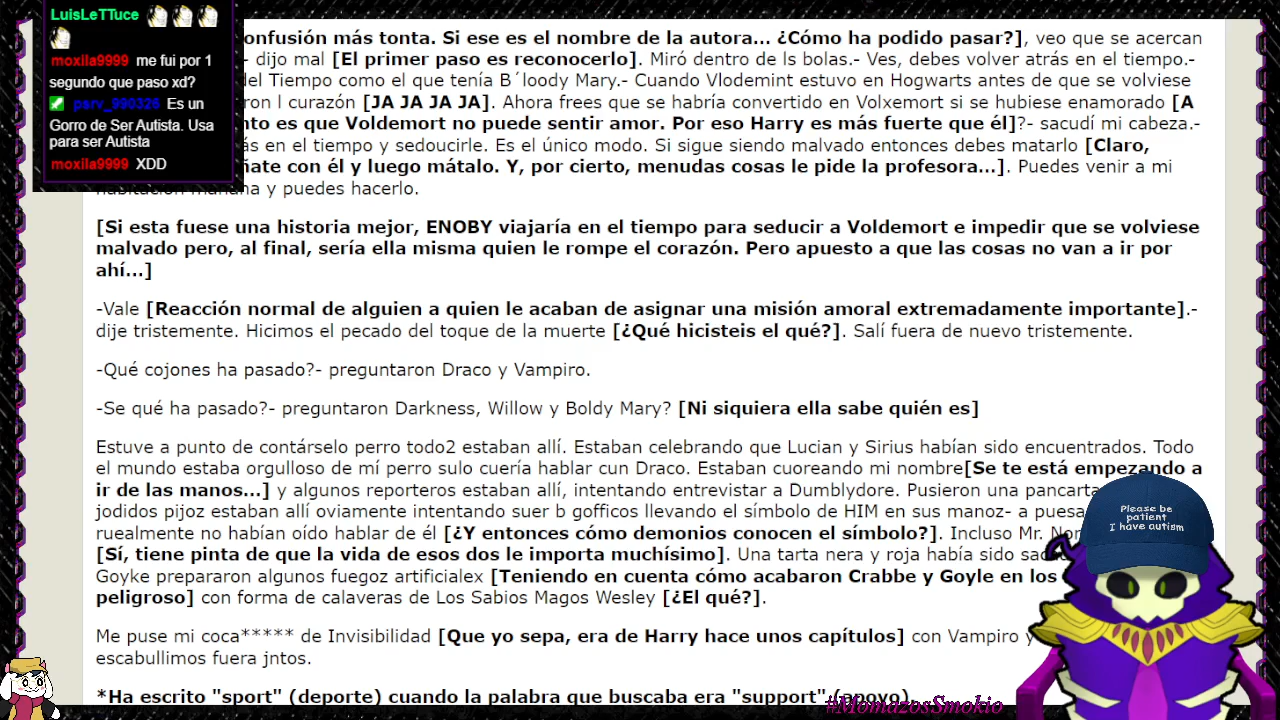 LuisLeTTuce
moxila9999 me fui por 1
segundo que paso xd?
psrv_990326 Es un
Gorro de Ser Autista. Usa
para ser Autista
moxila9999 XDD
onfusión más tonta. Si ese es el nombre de la autora... ¿Cómo ha podido pasar?], veo que se acercan
- dijo mal [El primer paso es reconocerlo]. Miró dentro de ls bolas.- Ves, debes volver atrás en el tiempo.-
del Tiempo como el que tenía B´loody Mary.- Cuando Vlodemint estuvo en Hogwarts antes de que se volviese
ron l curazón [JA JA JA JA]. Ahora frees que se habría convertido en Volxemort si se hubiese enamorado [A
nto es que Voldemort no puede sentir amor. Por eso Harry es más fuerte que él]?- sacudí mi cabeza.-
ás en el tiempo y sedoucirle. Es el único modo. Si sigue siendo malvado entonces debes matarlo [Claro,
ñate con él y luego mátalo. Y, por cierto, menudas cosas le pide la profesora...]. Puedes venir a mi
habitación mañana y puedes hacerlo.
[Si esta fuese una historia mejor, ENOBY viajaría en el tiempo para seducir a Voldemort e impedir que se volviese
malvado pero, al final, sería ella misma quien le rompe el corazón. Pero apuesto a que las cosas no van a ir por
ahí...]
-Vale [Reacción normal de alguien a quien le acaban de asignar una misión amoral extremadamente importante].-
dije tristemente. Hicimos el pecado del toque de la muerte [¿Qué hicisteis el qué?]. Salí fuera de nuevo tristemente.
-Qué cojones ha pasado?- preguntaron Draco y Vampiro.
-Se qué ha pasado?- preguntaron Darkness, Willow y Boldy Mary? [Ni siquiera ella sabe quién es]
Estuve a punto de contárselo perro todo2 estaban allí. Estaban celebrando que Lucian y Sirius habían sido encuentrados. Todo
el mundo estaba orgulloso de mí perro sulo cuería hablar cun Draco. Estaban cuoreando mi nombre[Se te está empezando a
ir de las manos...] y algunos reporteros estaban allí, intentando entrevistar a Dumblydore. Pusieron una pancarta
jodidos pijoz estaban allí oviamente intentando suer b gofficos llevando el símbolo de HIM en sus manoz- a puesa
ruealmente no habían oído hablar de él [¿Y entonces cómo demonios conocen el símbolo?]. Incluso Mr. Nor
[Sí, tiene pinta de que la vida de esos dos le importa muchísimo]. Una tarta nera y roja había sido sac
Goyke prepararon algunos fuegoz artificialex [Teniendo en cuenta cómo acabaron Crabbe y Goyle en los
peligroso] con forma de calaveras de Los Sabios Magos Wesley [¿El qué?].
Me puse mi coca***** de Invisibilidad [Que yo sepa, era de Harry hace unos capítulos] con Vampiro y
escabullimos fuera jntos.
*Ha escrito "sport" (deporte) cuando la palabra que buscaba era "support" (apoyo).
Please be
patient
I have autism
#MomazosSmokio